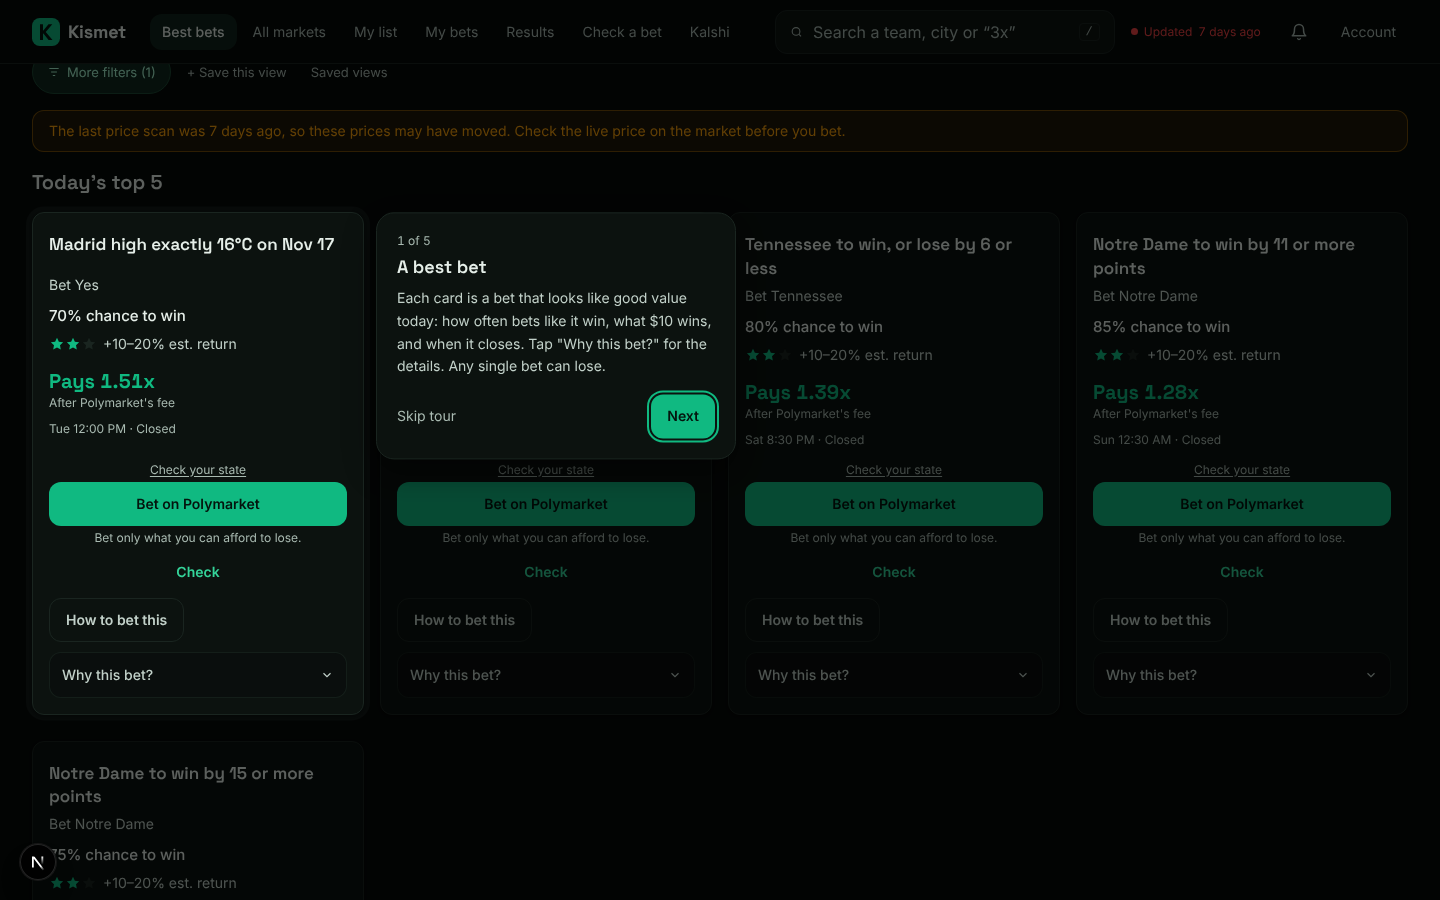 Kismet
Best bets
All markets
My list
My bets
Results
Check a bet
Kalshi
Search a team, city or “3x”
/
Updated 7 days ago
Account
More filters (1)
+ Save this view
Saved views
The last price scan was 7 days ago, so these prices may have moved. Check the live price on the market before you bet.
Today's top 5
Madrid high exactly 16°C on Nov 17
Bet Yes
70% chance to win
+10–20% est. return
Pays 1.51x
After Polymarket's fee
Tue 12:00 PM · Closed
Check your state
Bet on Polymarket
Bet only what you can afford to lose.
Check
How to bet this
Why this bet?
1 of 5
A best bet
Each card is a bet that looks like good value
today: how often bets like it win, what $10 wins,
and when it closes. Tap "Why this bet?" for the
details. Any single bet can lose.
Skip tour
Next
Check your state
Bet on Polymarket
Bet only what you can afford to lose.
Check
How to bet this
Why this bet?
Tennessee to win, or lose by 6 or
less
Bet Tennessee
80% chance to win
+10–20% est. return
Pays 1.39x
After Polymarket's fee
Sat 8:30 PM · Closed
Check your state
Bet on Polymarket
Bet only what you can afford to lose.
Check
How to bet this
Why this bet?
Notre Dame to win by 11 or more
points
Bet Notre Dame
85% chance to win
+10–20% est. return
Pays 1.28x
After Polymarket's fee
Sun 12:30 AM · Closed
Check your state
Bet on Polymarket
Bet only what you can afford to lose.
Check
How to bet this
Why this bet?
Notre Dame to win by 15 or more
points
Bet Notre Dame
75% chance to win
+10–20% est. return